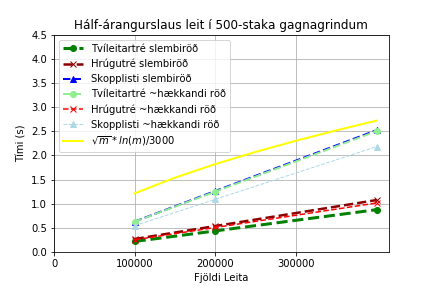 Hálf-árangurslaus leit í 500-staka gagnagrindum
4.5
4.0
3.5
3.0
2.5
2.0
1.5
1.0
0.5
0.0
Tími (s)
Tvíleitartré slembiröð
Hrúgutré slembiröð
Skopplisti slembiröð
Tvíleitartré ~hækkandi röð
Hrúgutré ~hækkandi röð
Skopplisti ~hækkandi röð
√m * ln(m)/3000
0 100000 200000 300000
Fjöldi Leita